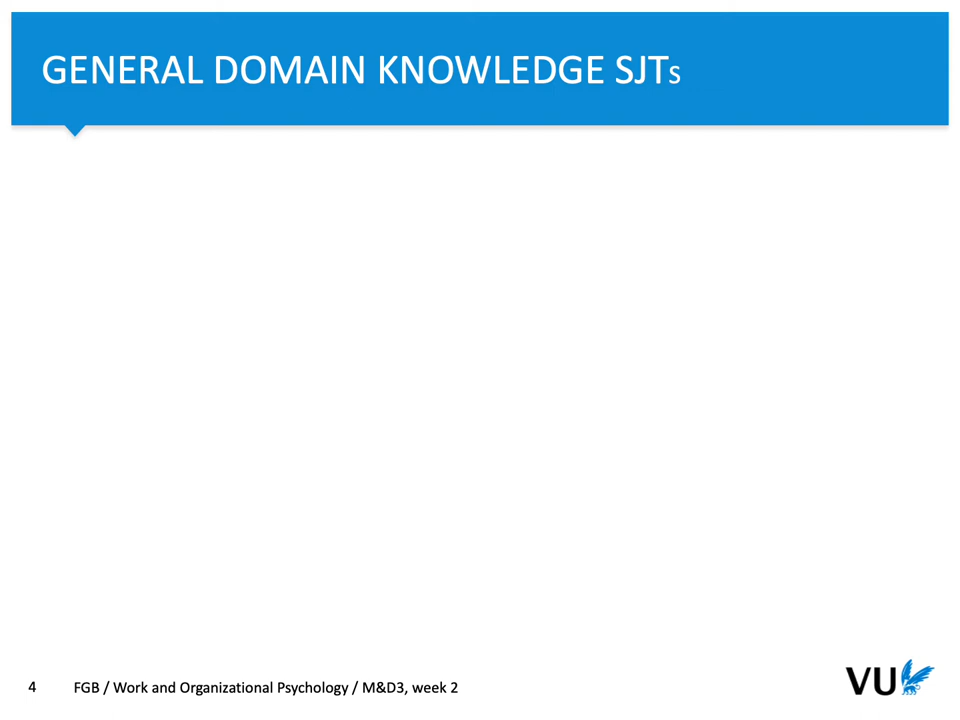 GENERAL DOMAIN KNOWLEDGE SJTs
4 FGB / Work and Organizational Psychology / M&D3, week 2
VU